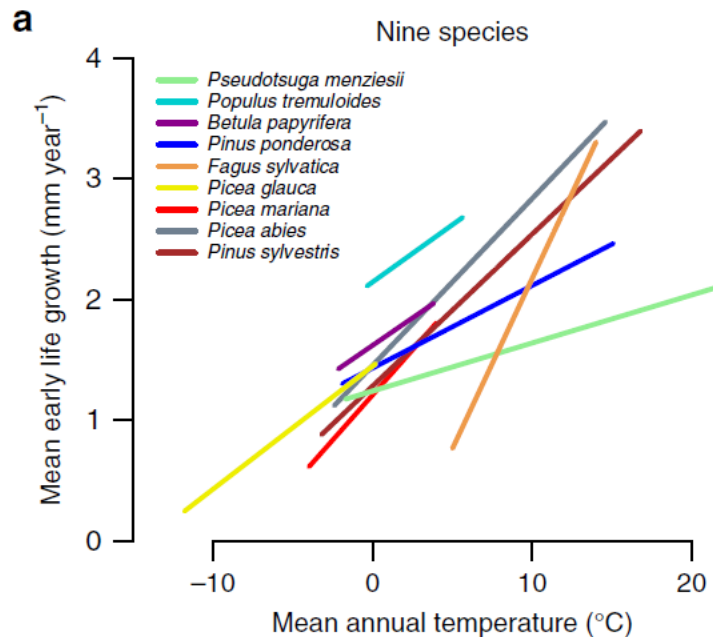 a
Nine species
Mean early life growth (mm year⁻¹)
4
3
2
1
0
Pseudotsuga menziesii
Populus tremuloides
Betula papyrifera
Pinus ponderosa
Fagus sylvatica
Picea glauca
Picea mariana
Picea abies
Pinus sylvestris
–10 0 10 20
Mean annual temperature (°C)